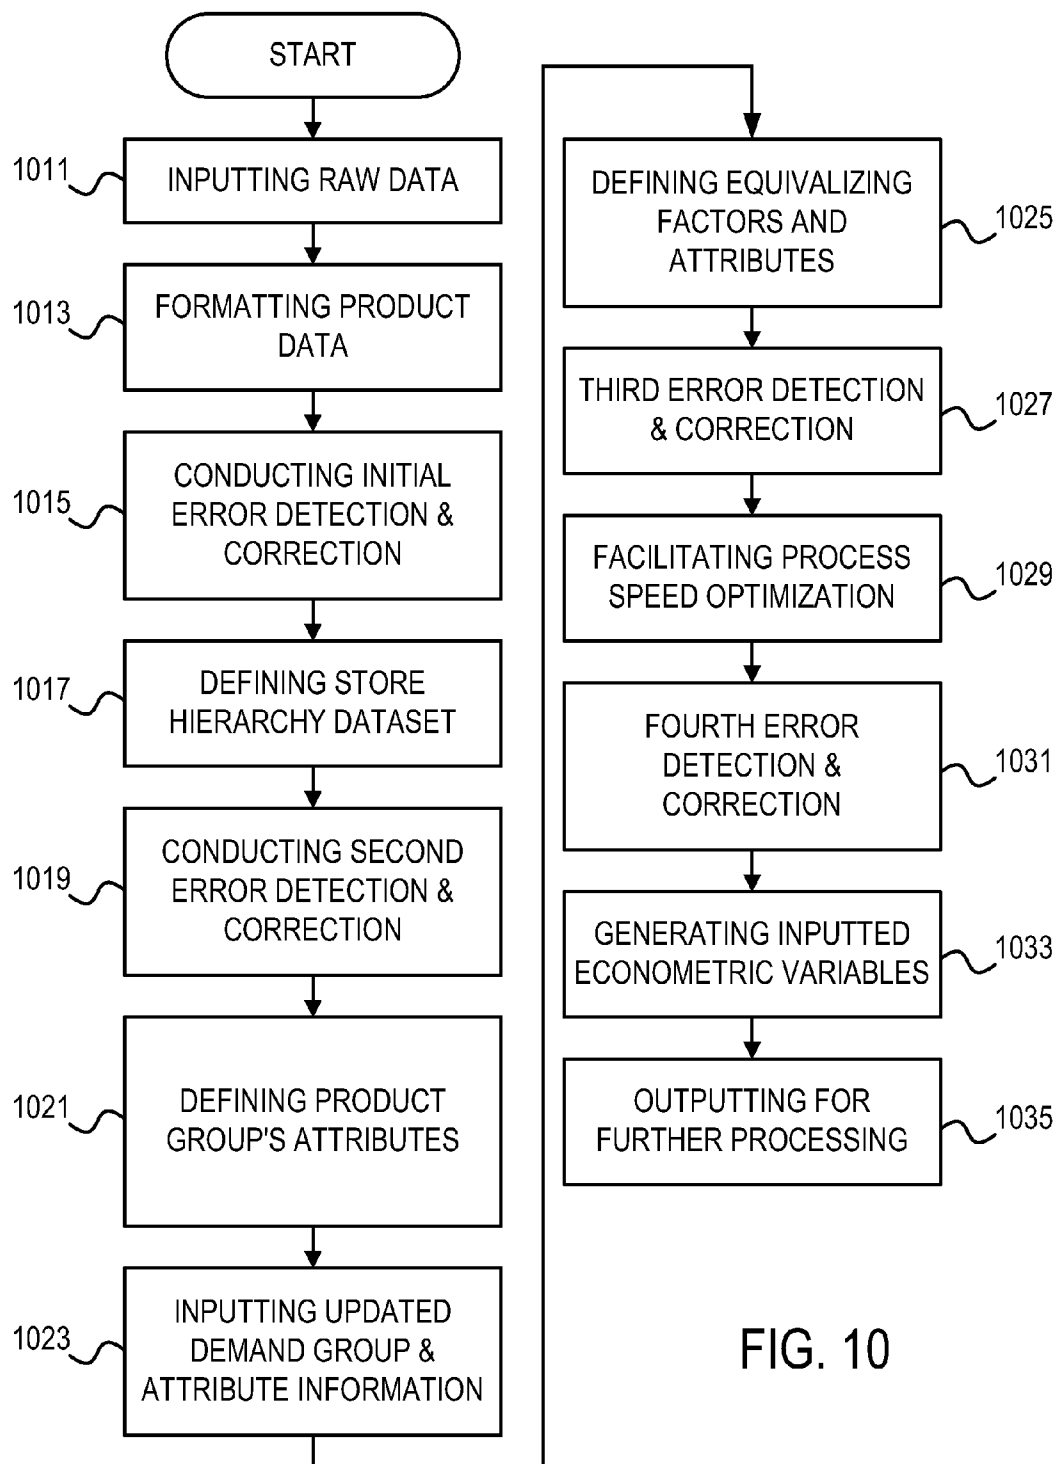 START
1011
INPUTTING RAW DATA
1013
FORMATTING PRODUCT
DATA
1015
CONDUCTING INITIAL
ERROR DETECTION &
CORRECTION
1017
DEFINING STORE
HIERARCHY DATASET
1019
CONDUCTING SECOND
ERROR DETECTION &
CORRECTION
1021
DEFINING PRODUCT
GROUP'S ATTRIBUTES
1023
INPUTTING UPDATED
DEMAND GROUP &
ATTRIBUTE INFORMATION
DEFINING EQUIVALIZING
FACTORS AND
ATTRIBUTES
1025
THIRD ERROR DETECTION
& CORRECTION
1027
FACILITATING PROCESS
SPEED OPTIMIZATION
1029
FOURTH ERROR
DETECTION &
CORRECTION
1031
GENERATING INPUTTED
ECONOMETRIC VARIABLES
1033
OUTPUTTING FOR
FURTHER PROCESSING
1035
FIG. 10